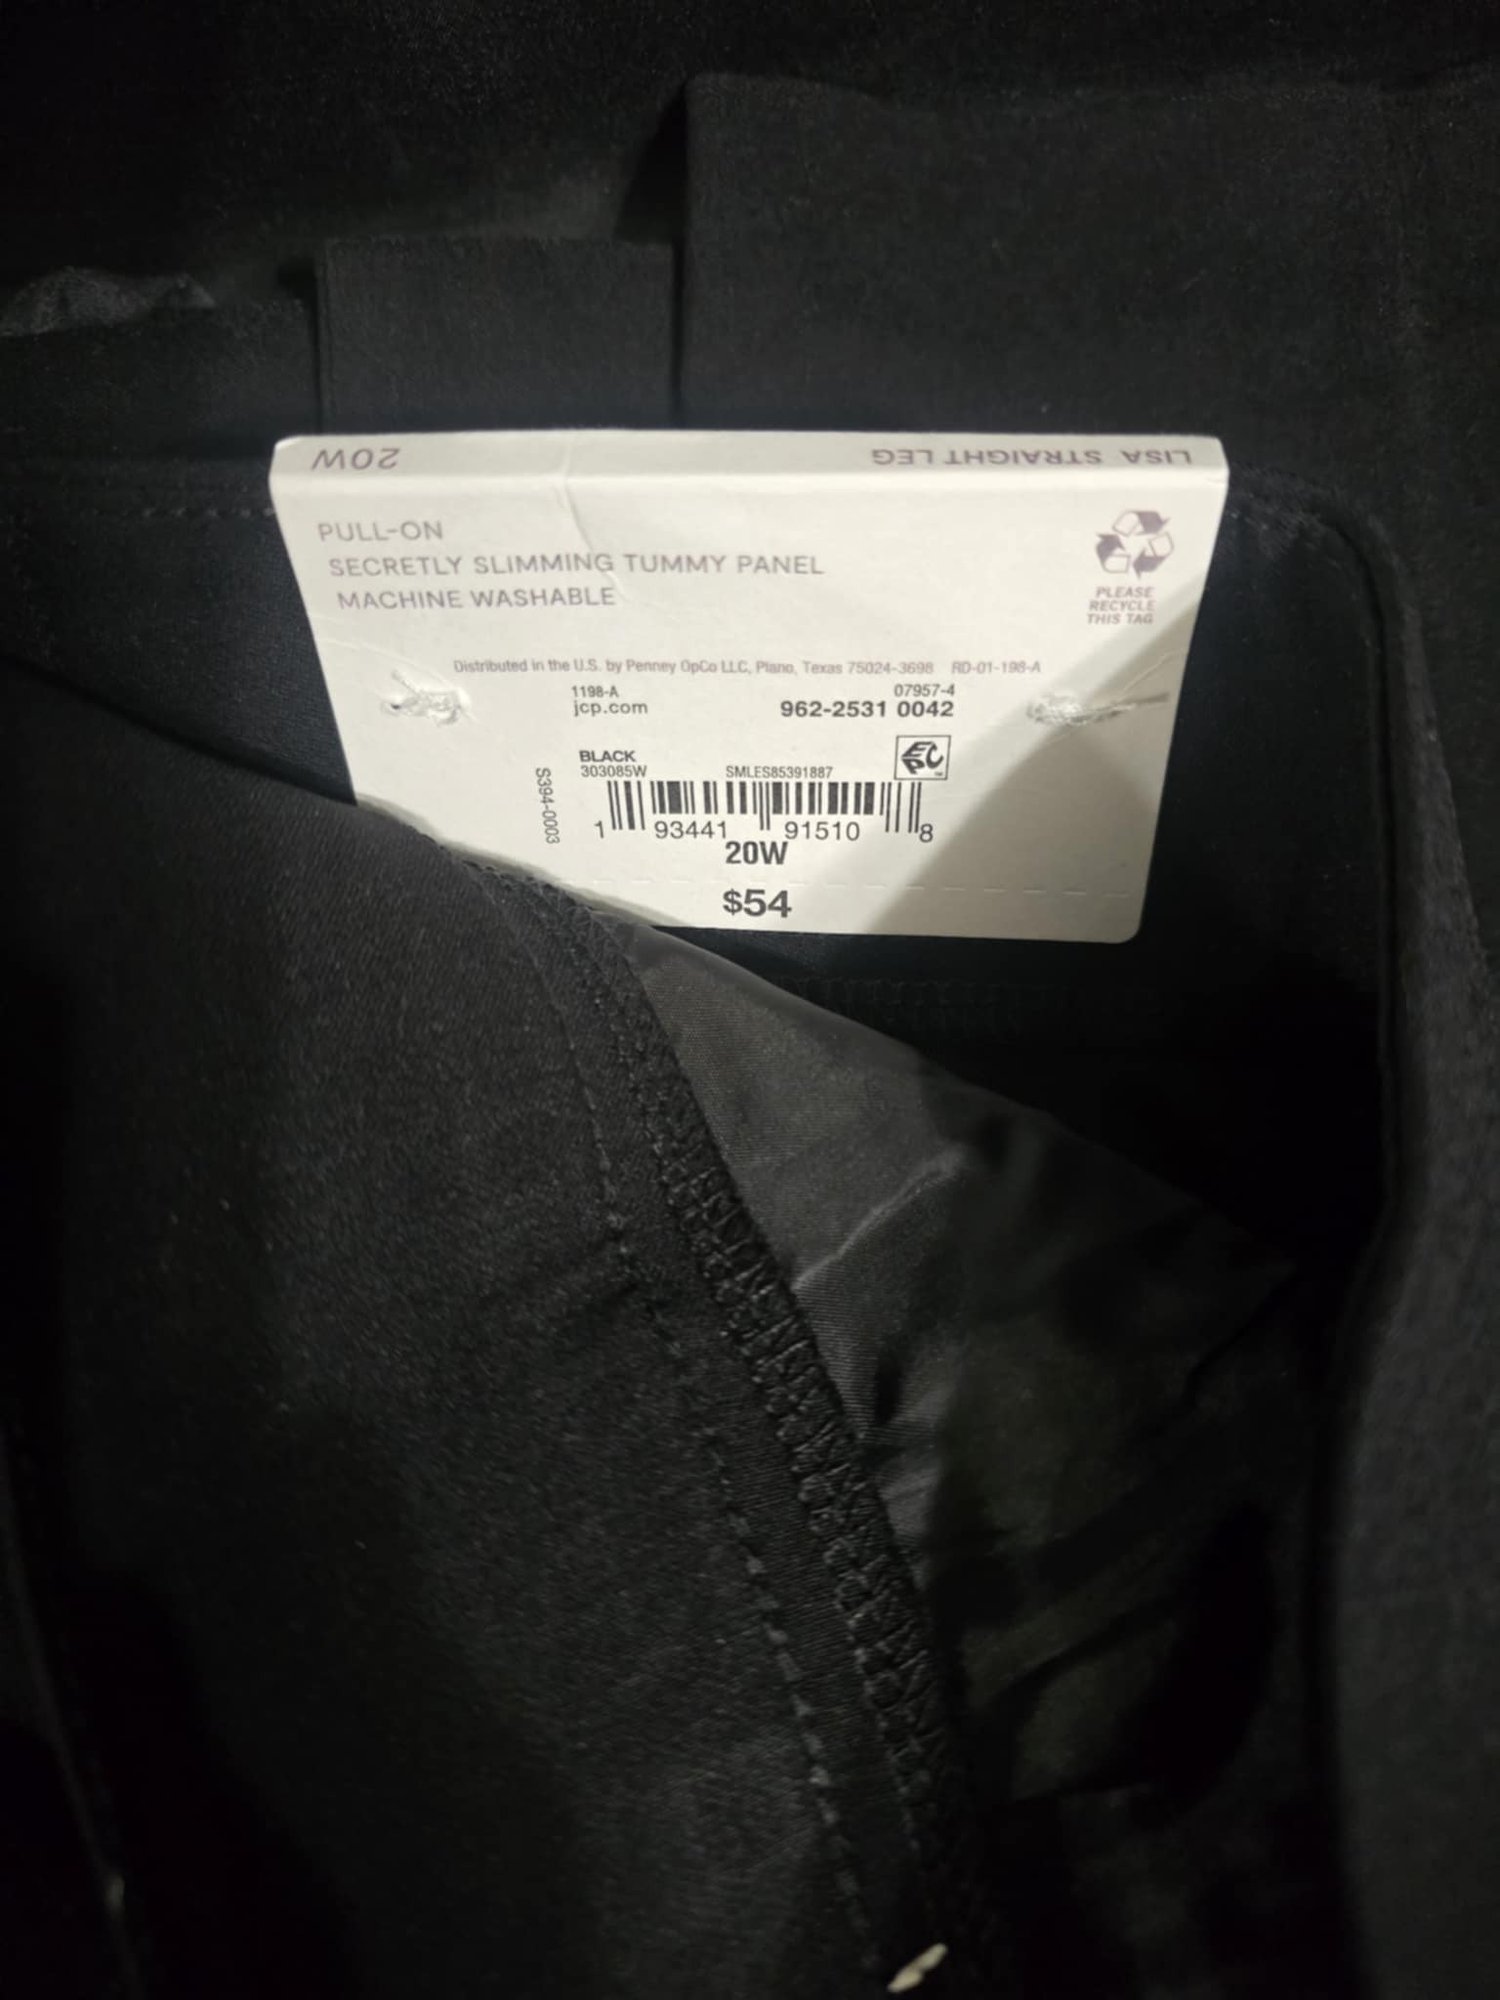 20W LISA STRAIGHT LEG
PULL-ON
SECRETLY SLIMMING TUMMY PANEL
MACHINE WASHABLE
PLEASE
RECYCLE
THIS TAG
Distributed in the U.S. by Penney OpCo LLC, Plano, Texas 75024-3698 RD-01-198-A
1198-A 07957-4
jcp.com 962-2531 0042
EPC
BLACK
303085W SMLES85391887
S394-0003
1 93441 91510 8
20W
$54